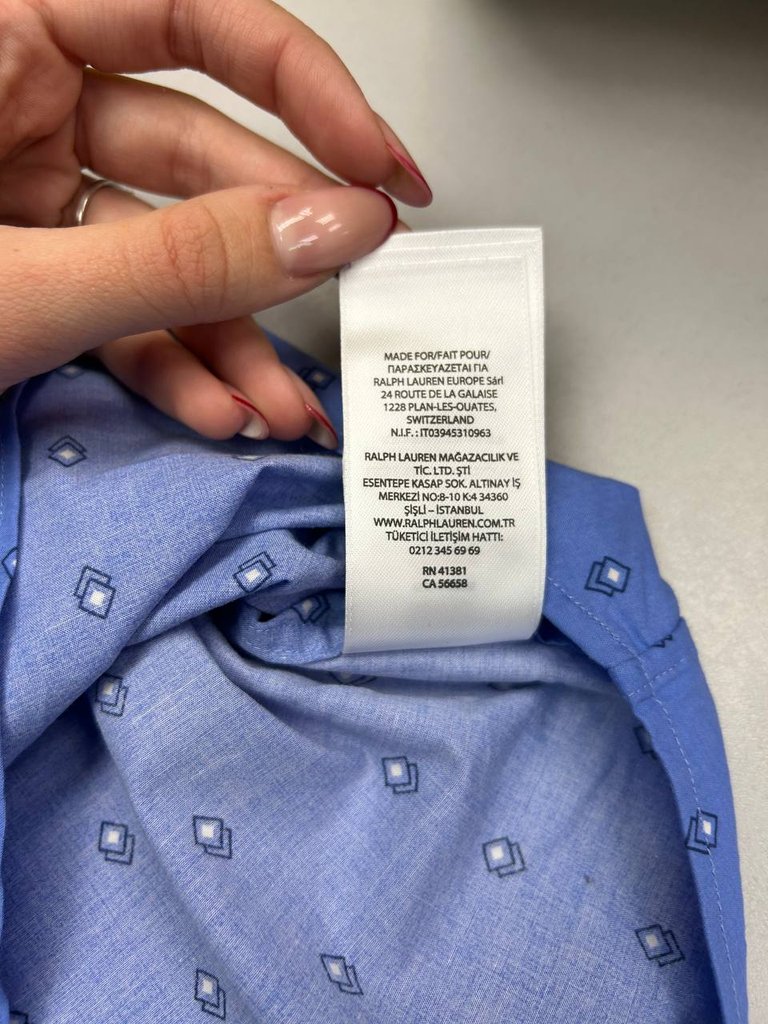 MADE FOR/FAIT POUR/
ΠΑΡΑΣΚΕΥΑΖΕΤΑΙ ΓΙΑ
RALPH LAUREN EUROPE Sárl
24 ROUTE DE LA GALAISE
1228 PLAN-LES-OUATES,
SWITZERLAND
N.I.F. : IT03945310963
RALPH LAUREN MAĞAZACILIK VE
TİC. LTD. ŞTİ
ESENTEPE KASAP SOK. ALTINAY İŞ
MERKEZİ NO:8-10 K:4 34360
ŞİŞLİ – İSTANBUL
WWW.RALPHLAUREN.COM.TR
TÜKETİCİ İLETİŞİM HATTI:
0212 345 69 69
RN 41381
CA 56658